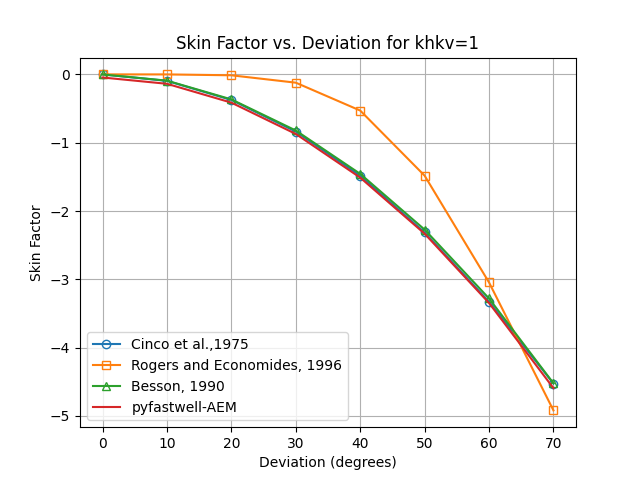 Skin Factor vs. Deviation for khkv=1
Skin Factor
0
−1
−2
−3
−4
−5
Cinco et al.,1975
Rogers and Economides, 1996
Besson, 1990
pyfastwell-AEM
0 10 20 30 40 50 60 70
Deviation (degrees)